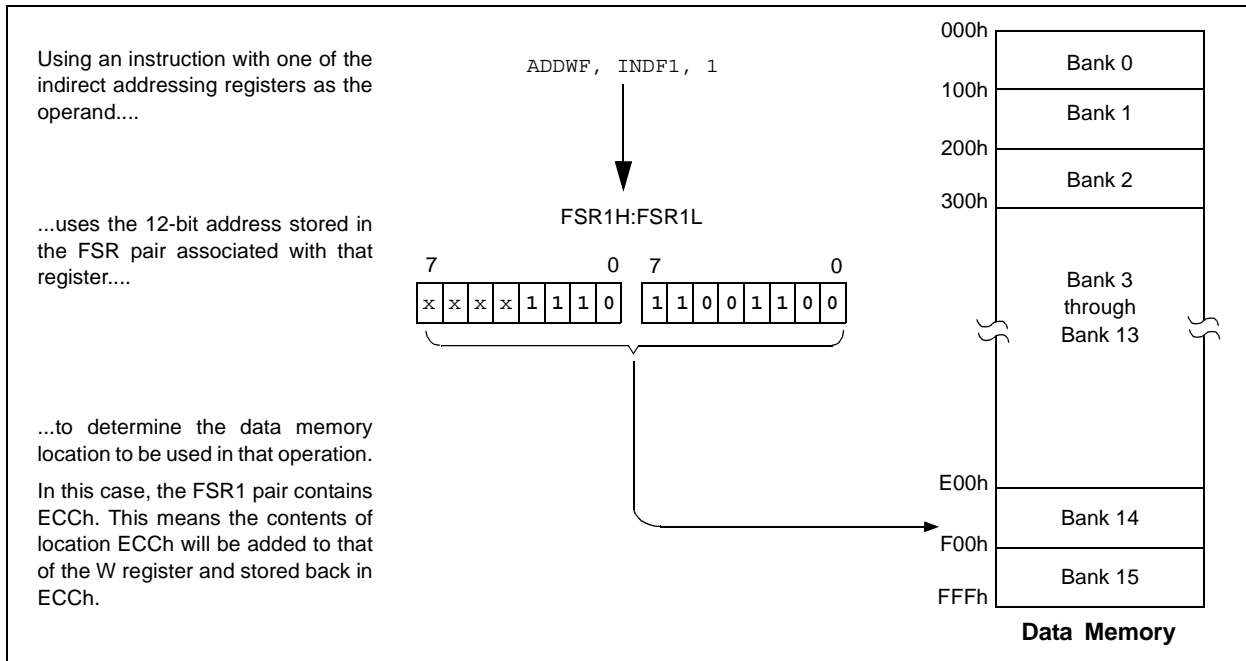 Using an instruction with one of the
indirect addressing registers as the
operand....
ADDWF, INDF1, 1
...uses the 12-bit address stored in
the FSR pair associated with that
register....
FSR1H:FSR1L
7 0 7 0
x x x x 1 1 1 0 1 1 0 0 1 1 0 0
...to determine the data memory
location to be used in that operation.
In this case, the FSR1 pair contains
ECCh. This means the contents of
location ECCh will be added to that
of the W register and stored back in
ECCh.
000h
Bank 0
100h
Bank 1
200h
Bank 2
300h
Bank 3
through
Bank 13
E00h
Bank 14
F00h
Bank 15
FFFh
Data Memory